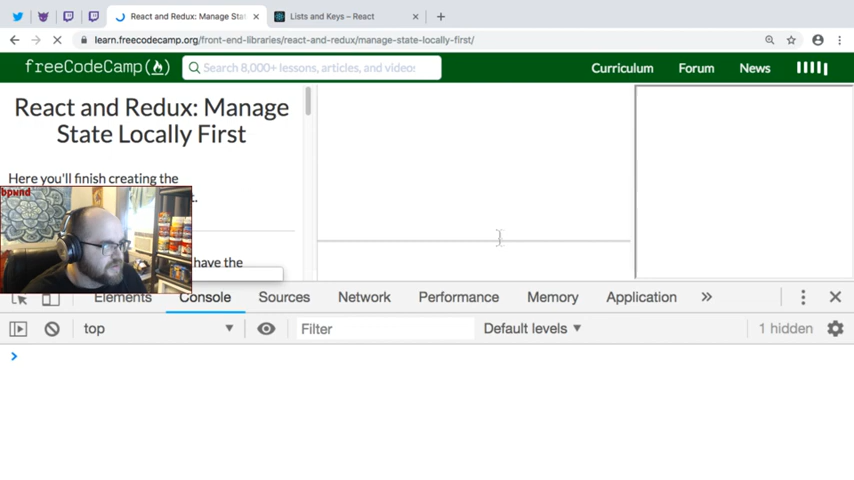 React and Redux: Manage Stat
Lists and Keys – React
learn.freecodecamp.org/front-end-libraries/react-and-redux/manage-state-locally-first/
freeCodeCamp
Search 8,000+ lessons, articles, and videos
Curriculum
Forum
News
React and Redux: Manage
State Locally First
Here you'll finish creating the
have the
bpwnd
Elements
Console
Sources
Network
Performance
Memory
Application
top
Filter
Default levels
1 hidden